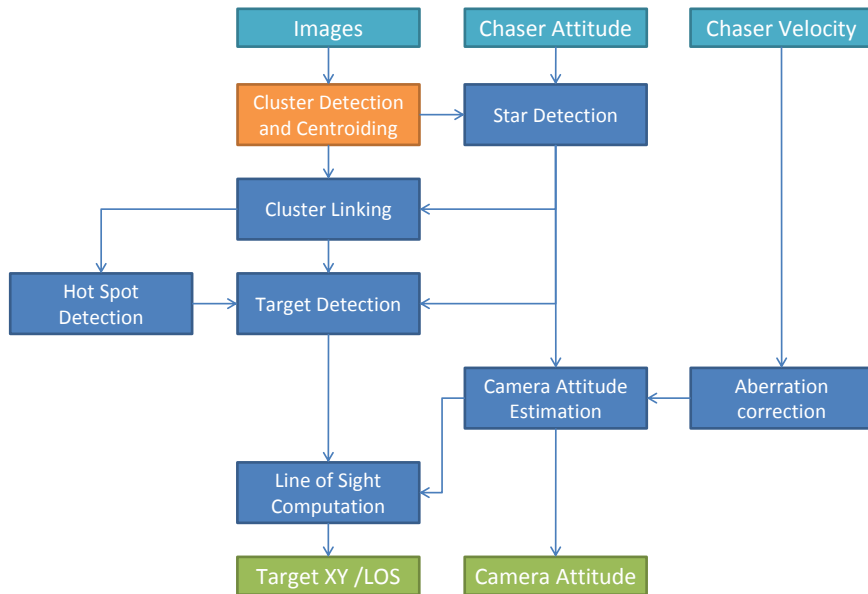 Images
Chaser Attitude
Chaser Velocity
Cluster Detection
and Centroiding
Star Detection
Cluster Linking
Hot Spot
Detection
Target Detection
Camera Attitude
Estimation
Aberration
correction
Line of Sight
Computation
Target XY /LOS
Camera Attitude